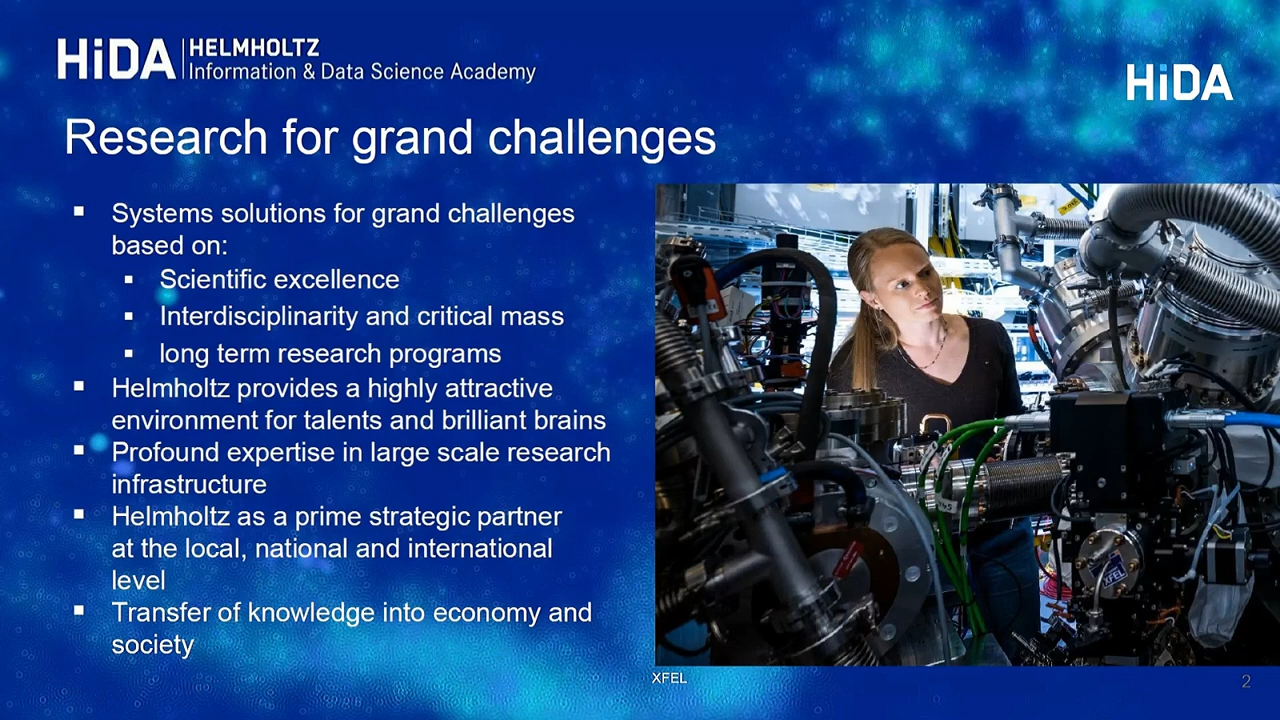 HiDA
HELMHOLTZ
Information & Data Science Academy
HiDA
Research for grand challenges
▪ Systems solutions for grand challenges
based on:
▪ Scientific excellence
▪ Interdisciplinarity and critical mass
▪ long term research programs
▪ Helmholtz provides a highly attractive
environment for talents and brilliant brains
▪ Profound expertise in large scale research
infrastructure
▪ Helmholtz as a prime strategic partner
at the local, national and international
level
▪ Transfer of knowledge into economy and
society
XFEL
XFEL
2